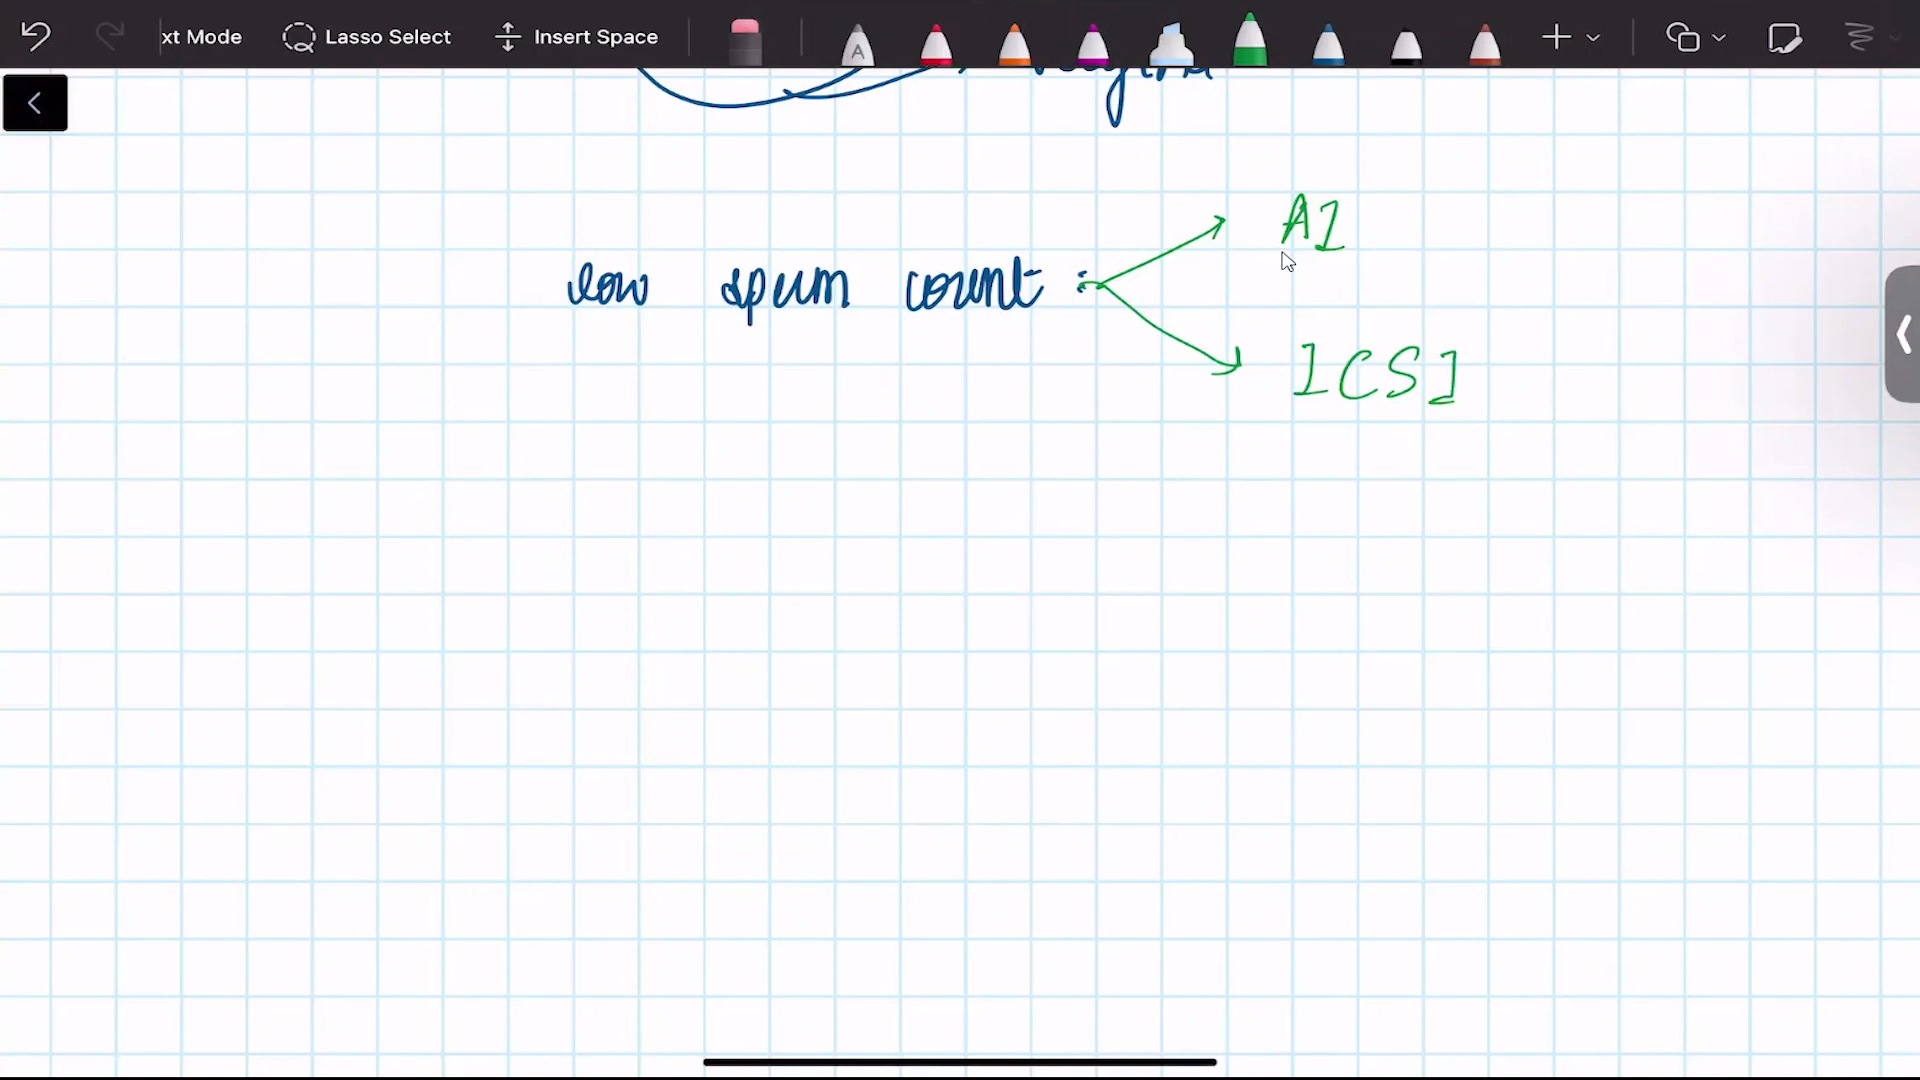 xt Mode Lasso Select Insert Space
A
AI
low sperm count :
ICSI